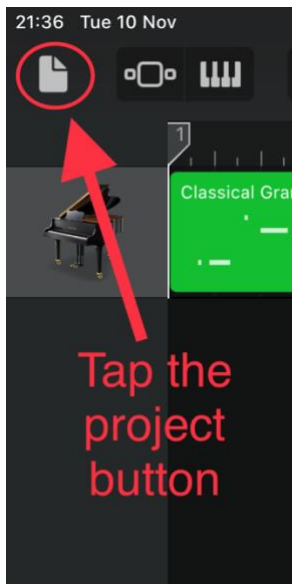 21:36 Tue 10 Nov
1
Classical Gra
Tap the
project
button